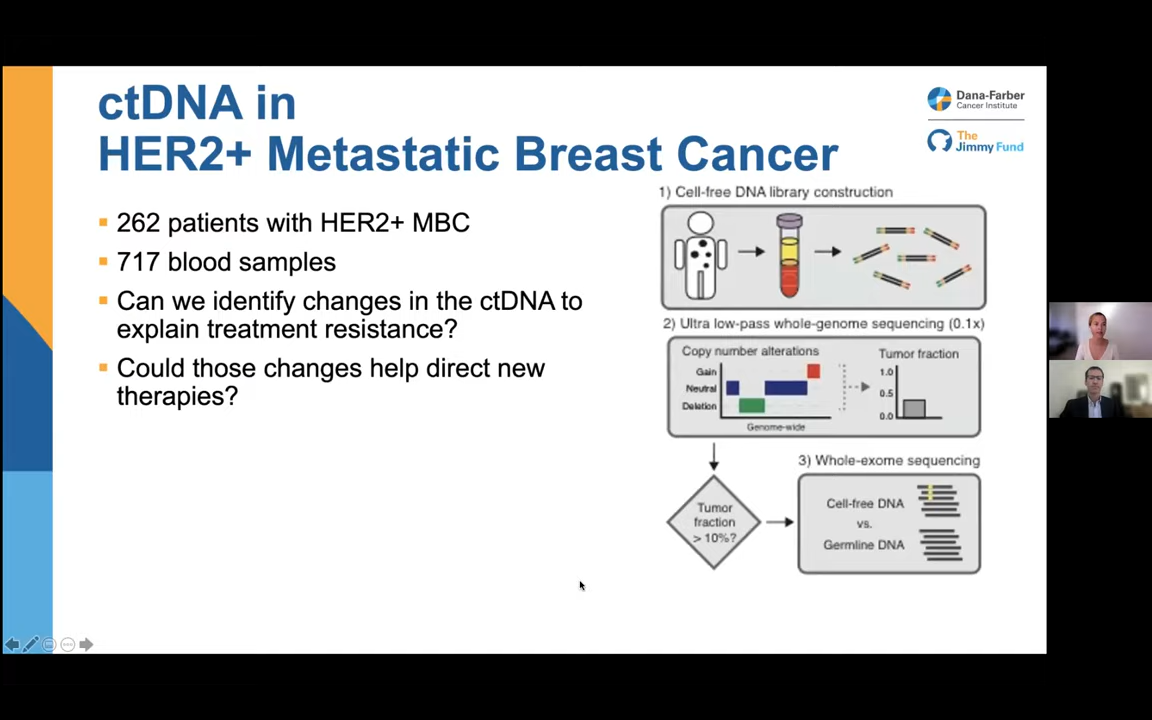 ctDNA in
HER2+ Metastatic Breast Cancer
Dana-Farber
Cancer Institute
The
Jimmy Fund
262 patients with HER2+ MBC
717 blood samples
Can we identify changes in the ctDNA to
explain treatment resistance?
Could those changes help direct new
therapies?
1) Cell-free DNA library construction
2) Ultra low-pass whole-genome sequencing (0.1x)
Copy number alterations
Gain
Neutral
Deletion
Genome-wide
Tumor fraction
1.0
0.5
0.0
Tumor
fraction
> 10%?
3) Whole-exome sequencing
Cell-free DNA
vs.
Germline DNA